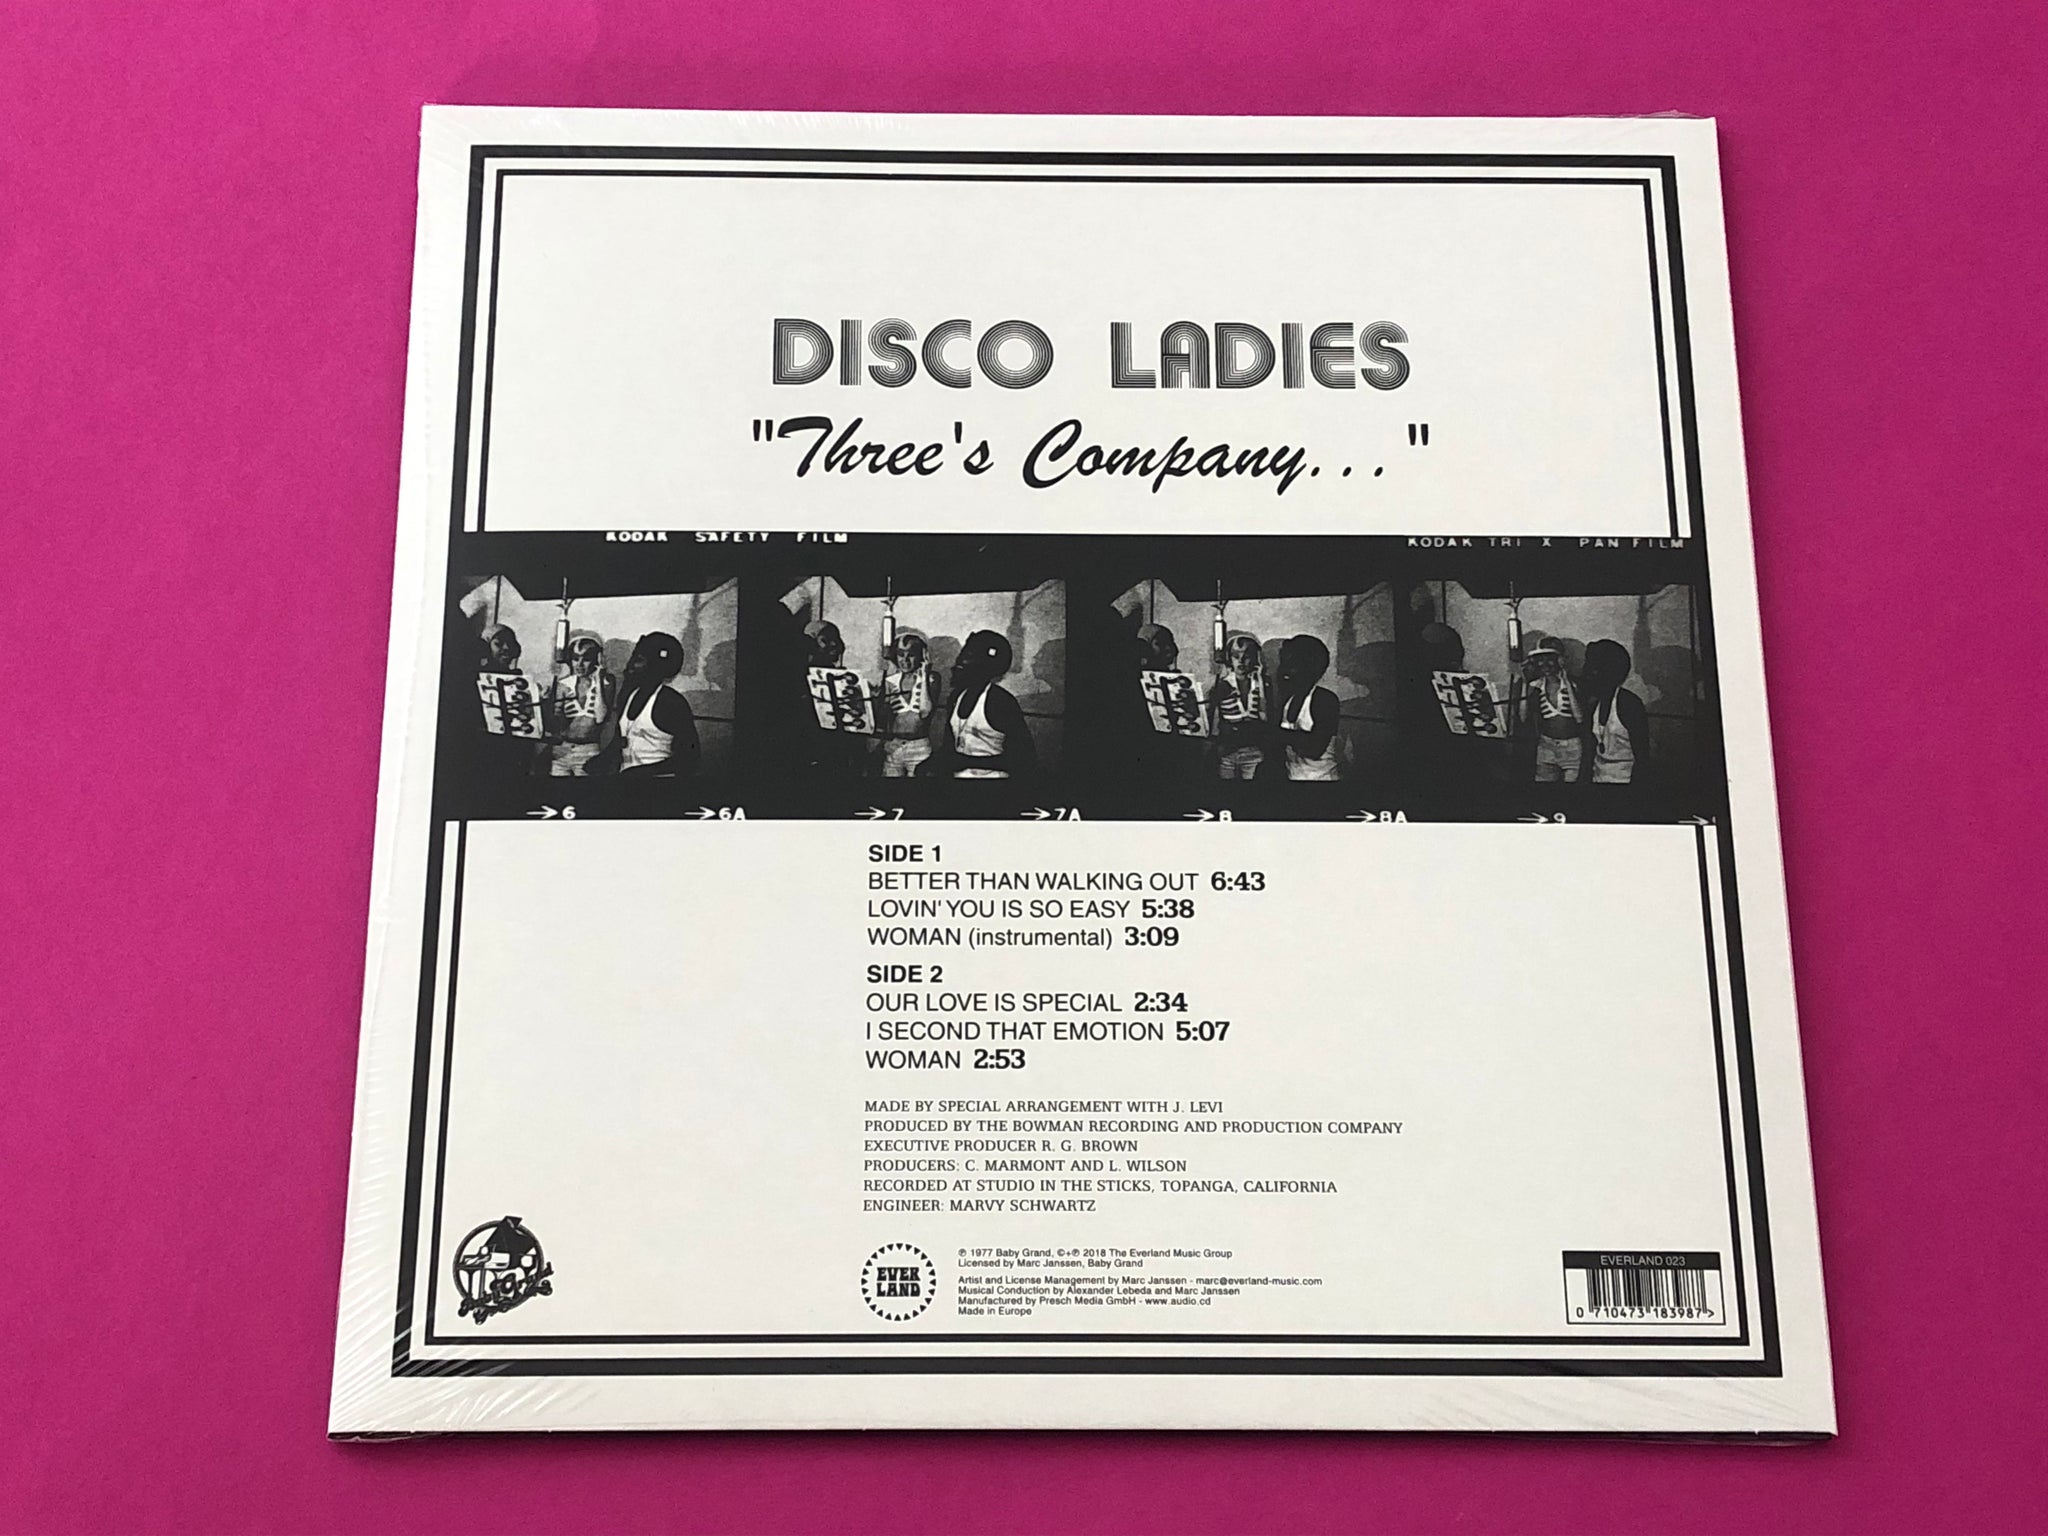 DISCO LADIES
"Three's Company..."
KODAK SAFETY FILM
KODAK TRI X PAN FILM
→6 →6A →7 →7A →8 →8A →9
SIDE 1
BETTER THAN WALKING OUT 6:43
LOVIN' YOU IS SO EASY 5:38
WOMAN (instrumental) 3:09
SIDE 2
OUR LOVE IS SPECIAL 2:34
I SECOND THAT EMOTION 5:07
WOMAN 2:53
MADE BY SPECIAL ARRANGEMENT WITH J. LEVI
PRODUCED BY THE BOWMAN RECORDING AND PRODUCTION COMPANY
EXECUTIVE PRODUCER R. G. BROWN
PRODUCERS: C. MARMONT AND L. WILSON
RECORDED AT STUDIO IN THE STICKS, TOPANGA, CALIFORNIA
ENGINEER: MARVY SCHWARTZ
EVER
LAND
℗ 1977 Baby Grand, ©+℗ 2018 The Everland Music Group
Licensed by Marc Janssen, Baby Grand
Artist and License Management by Marc Janssen - marc@everland-music.com
Musical Conduction by Alexander Lebeda and Marc Janssen
Manufactured by Presch Media GmbH - www.audio.cd
Made in Europe
EVERLAND 023
0 710473 183987 >